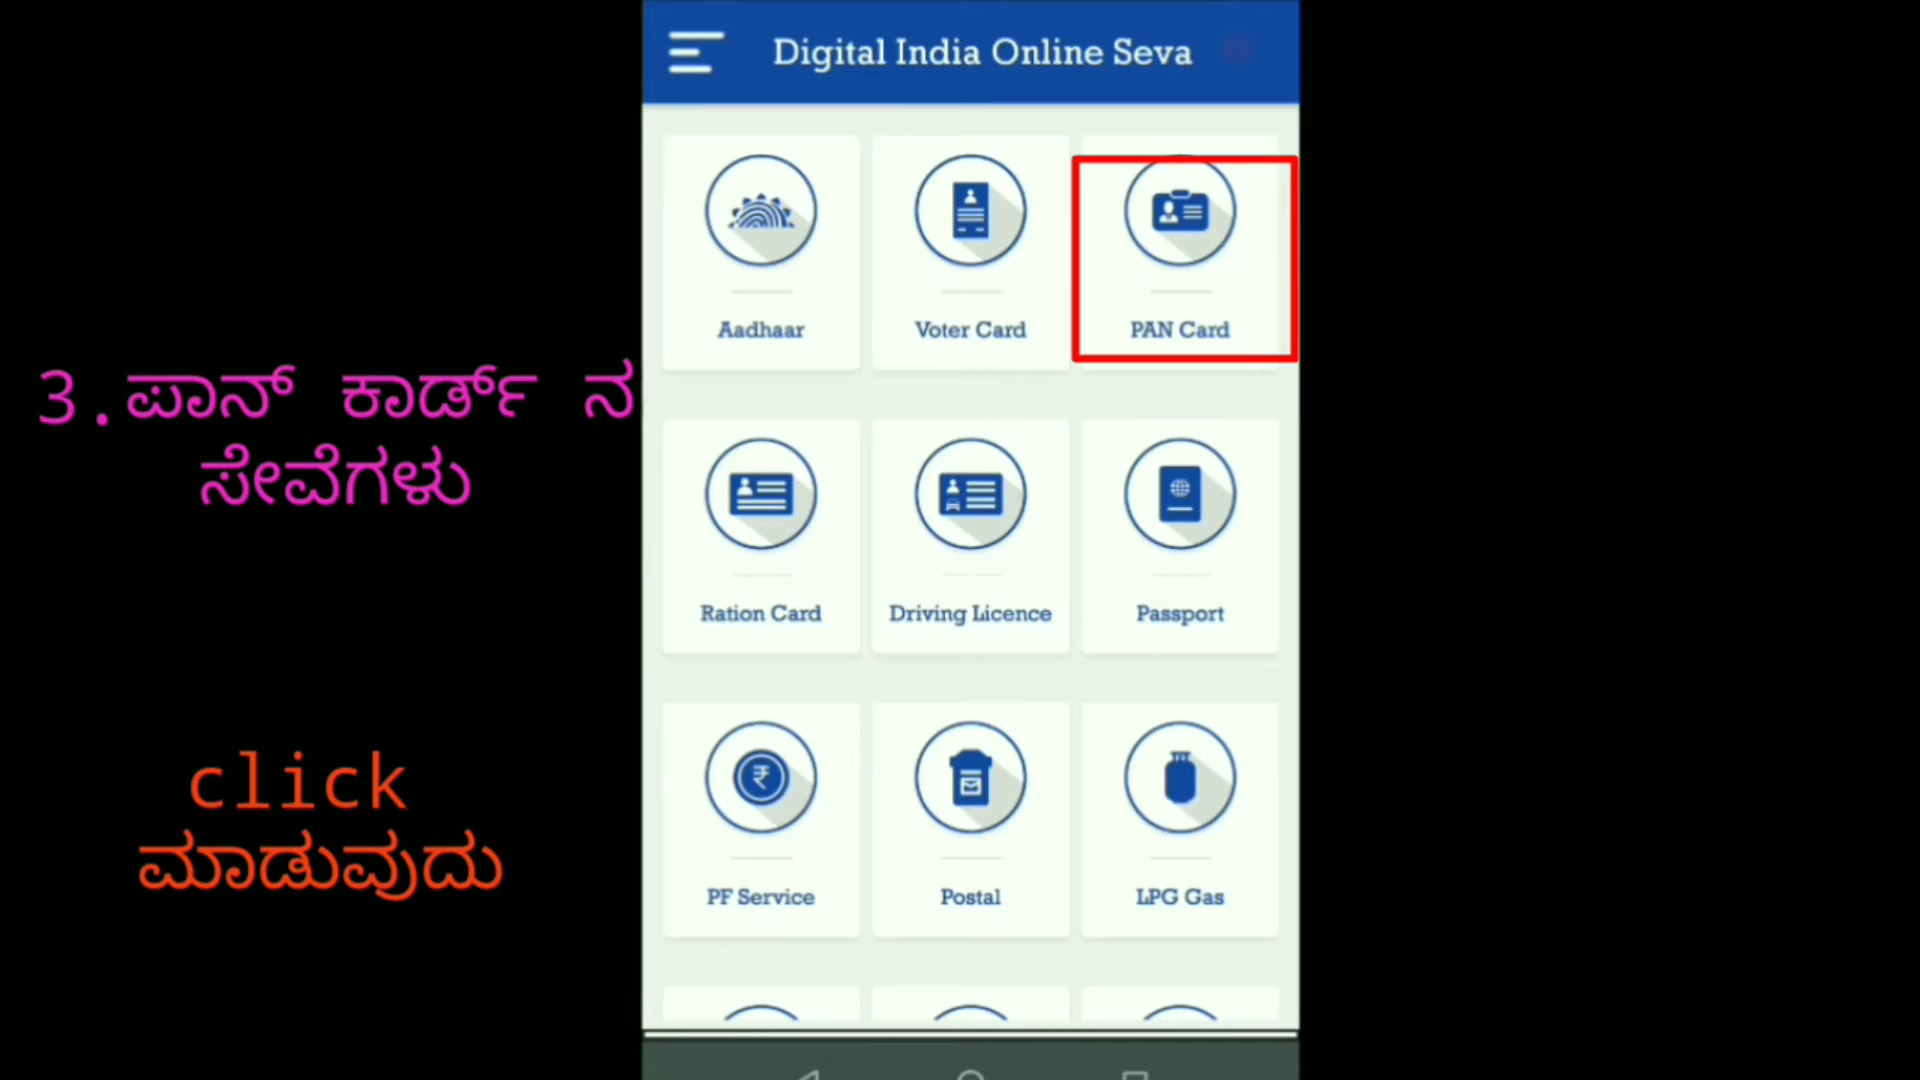 Digital India Online Seva
Aadhaar
Voter Card
PAN Card
3.ಪಾನ್ ಕಾರ್ಡ್ ನ
ಸೇವೆಗಳು
Ration Card
Driving Licence
Passport
click
ಮಾಡುವುದು
PF Service
Postal
LPG Gas